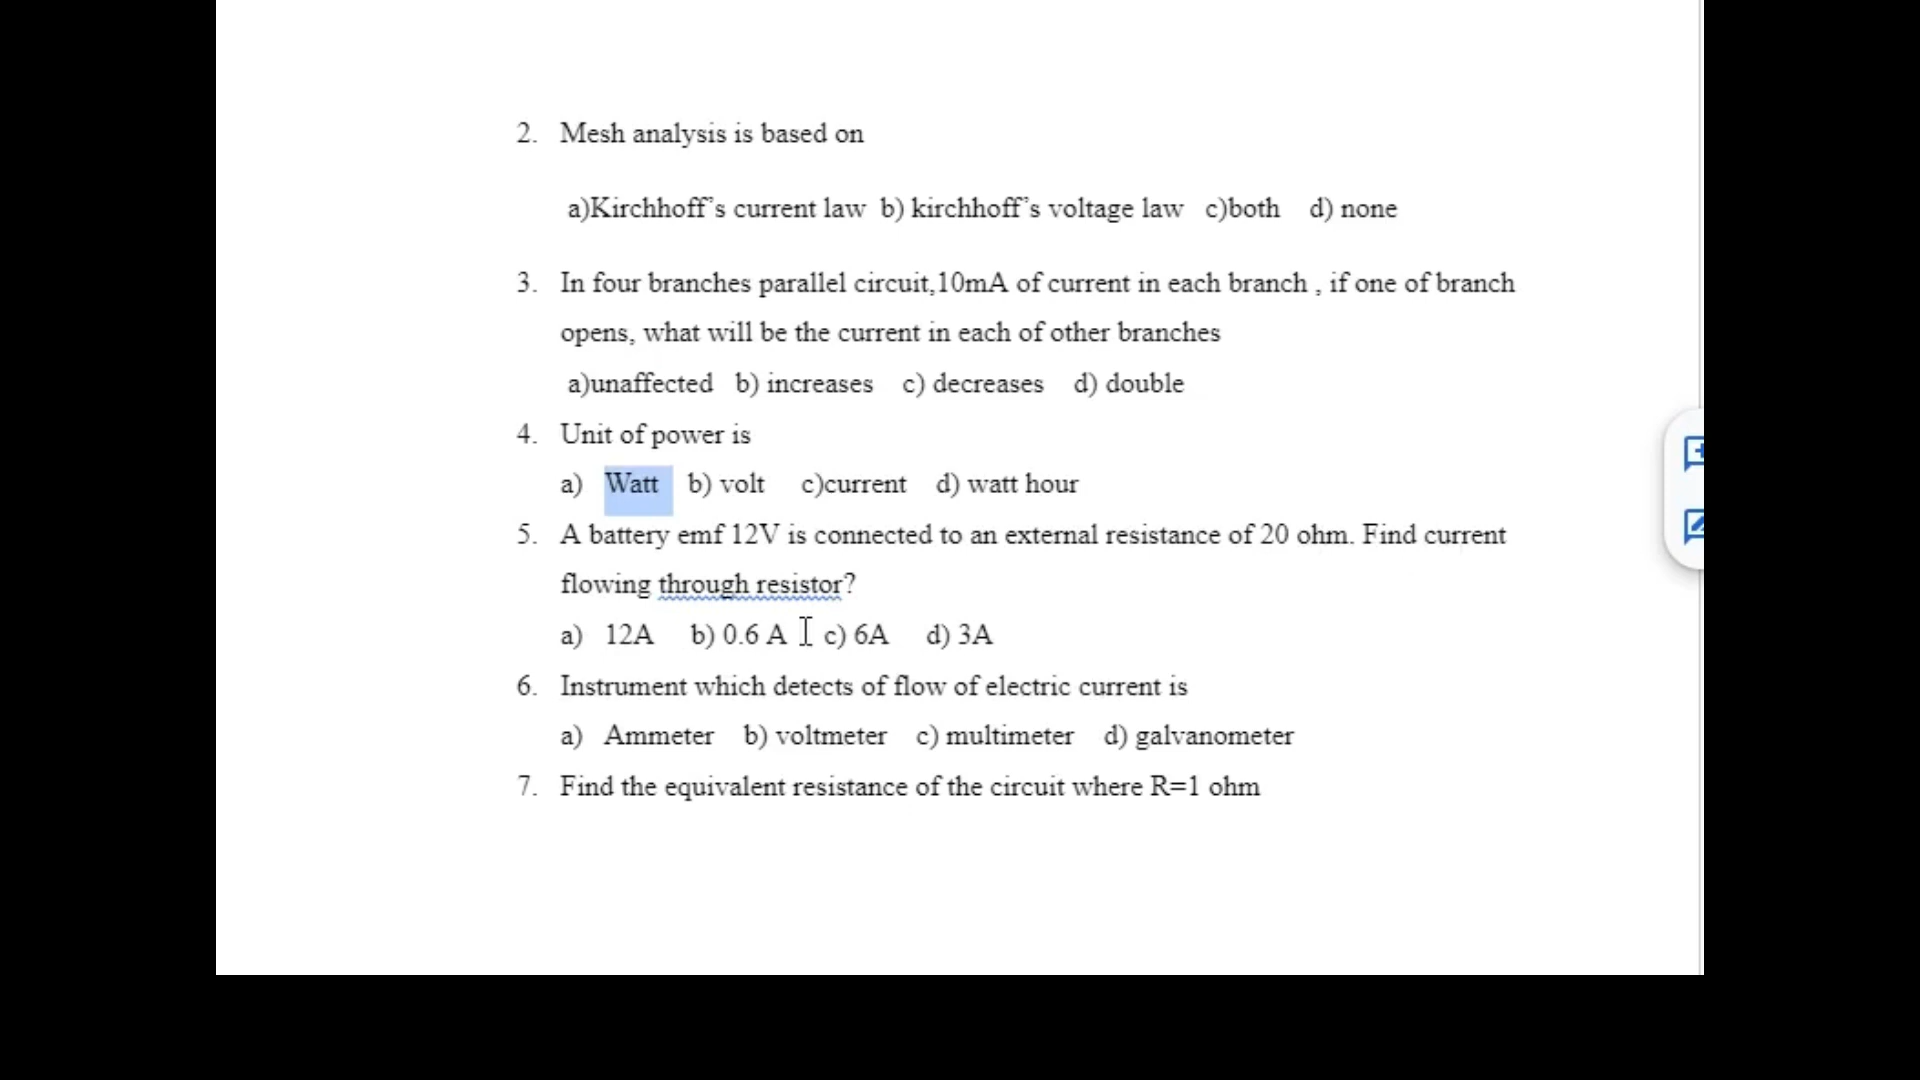 2. Mesh analysis is based on
a)Kirchhoff's current law b) kirchhoff's voltage law c)both d) none
3. In four branches parallel circuit,10mA of current in each branch , if one of branch
opens, what will be the current in each of other branches
a)unaffected b) increases c) decreases d) double
4. Unit of power is
a) Watt b) volt c)current d) watt hour
5. A battery emf 12V is connected to an external resistance of 20 ohm. Find current
flowing through resistor?
a) 12A b) 0.6 A c) 6A d) 3A
6. Instrument which detects of flow of electric current is
a) Ammeter b) voltmeter c) multimeter d) galvanometer
7. Find the equivalent resistance of the circuit where R=1 ohm